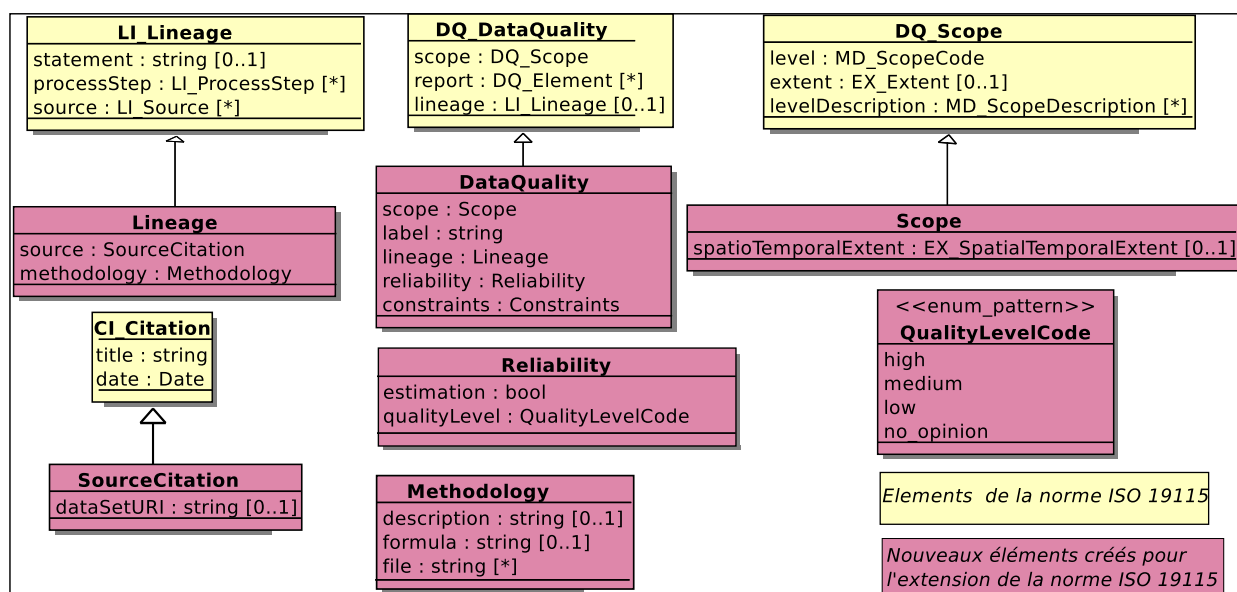 LI_Lineage
statement : string [0..1]
processStep : LI_ProcessStep [*]
source : LI_Source [*]
DQ_DataQuality
scope : DQ_Scope
report : DQ_Element [*]
lineage : LI_Lineage [0..1]
DQ_Scope
level : MD_ScopeCode
extent : EX_Extent [0..1]
levelDescription : MD_ScopeDescription [*]
Lineage
source : SourceCitation
methodology : Methodology
DataQuality
scope : Scope
label : string
lineage : Lineage
reliability : Reliability
constraints : Constraints
Scope
spatioTemporalExtent : EX_SpatialTemporalExtent [0..1]
CI_Citation
title : string
date : Date
Reliability
estimation : bool
qualityLevel : QualityLevelCode
<<enum_pattern>>
QualityLevelCode
high
medium
low
no_opinion
SourceCitation
dataSetURI : string [0..1]
Methodology
description : string [0..1]
formula : string [0..1]
file : string [*]
Elements de la norme ISO 19115
Nouveaux éléments créés pour
l'extension de la norme ISO 19115